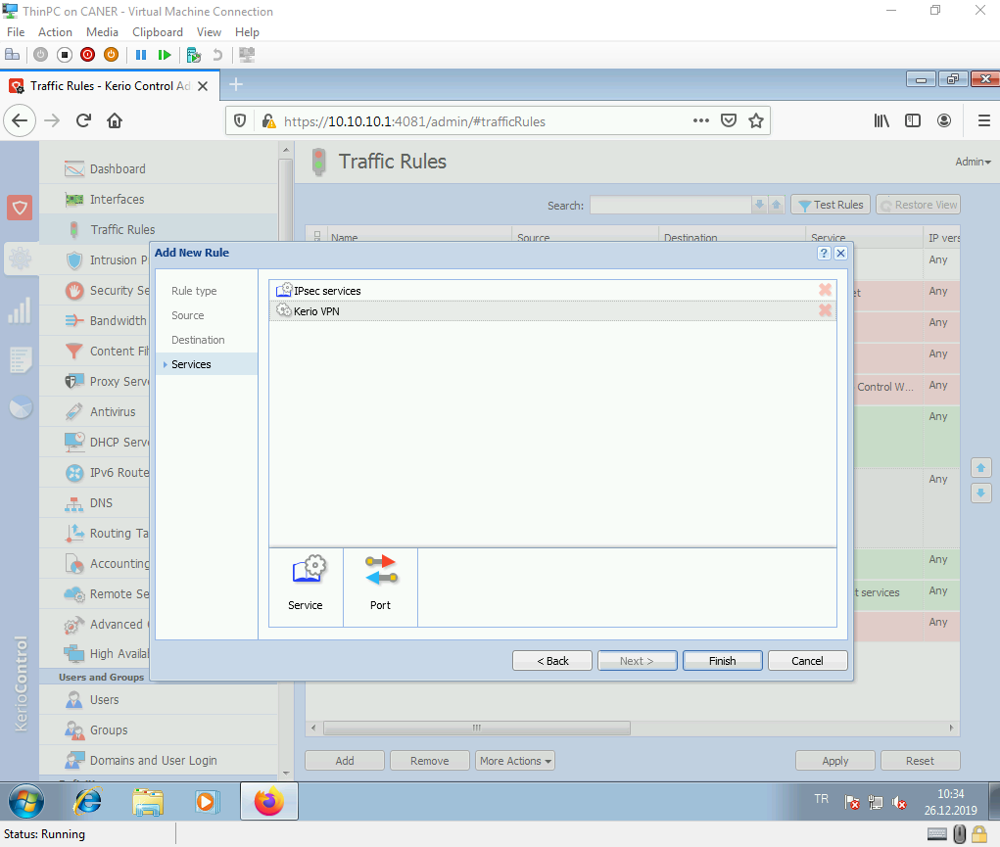 ThinPC on CANER - Virtual Machine Connection
File Action Media Clipboard View Help
Traffic Rules - Kerio Control Ad
https://10.10.10.1:4081/admin/#trafficRules
Dashboard
Interfaces
Traffic Rules
Intrusion P
Security Se
Bandwidth
Content Fi
Proxy Serve
Antivirus
DHCP Serv
IPv6 Route
DNS
Routing Ta
Accounting
Remote Se
Advanced
High Availa
Users and Groups
Users
Groups
Domains and User Login
KerioControl
Traffic Rules
Admin
Search:
Test Rules
Restore View
Name Source Destination Service IP vers
Any
et Any
Any
Any
Control W... Any
Any
Any
Any
t services Any
Any
Add New Rule
Rule type
Source
Destination
Services
IPsec services
Kerio VPN
Service
Port
< Back
Next >
Finish
Cancel
Add
Remove
More Actions
Apply
Reset
TR
10:34
26.12.2019
Status: Running